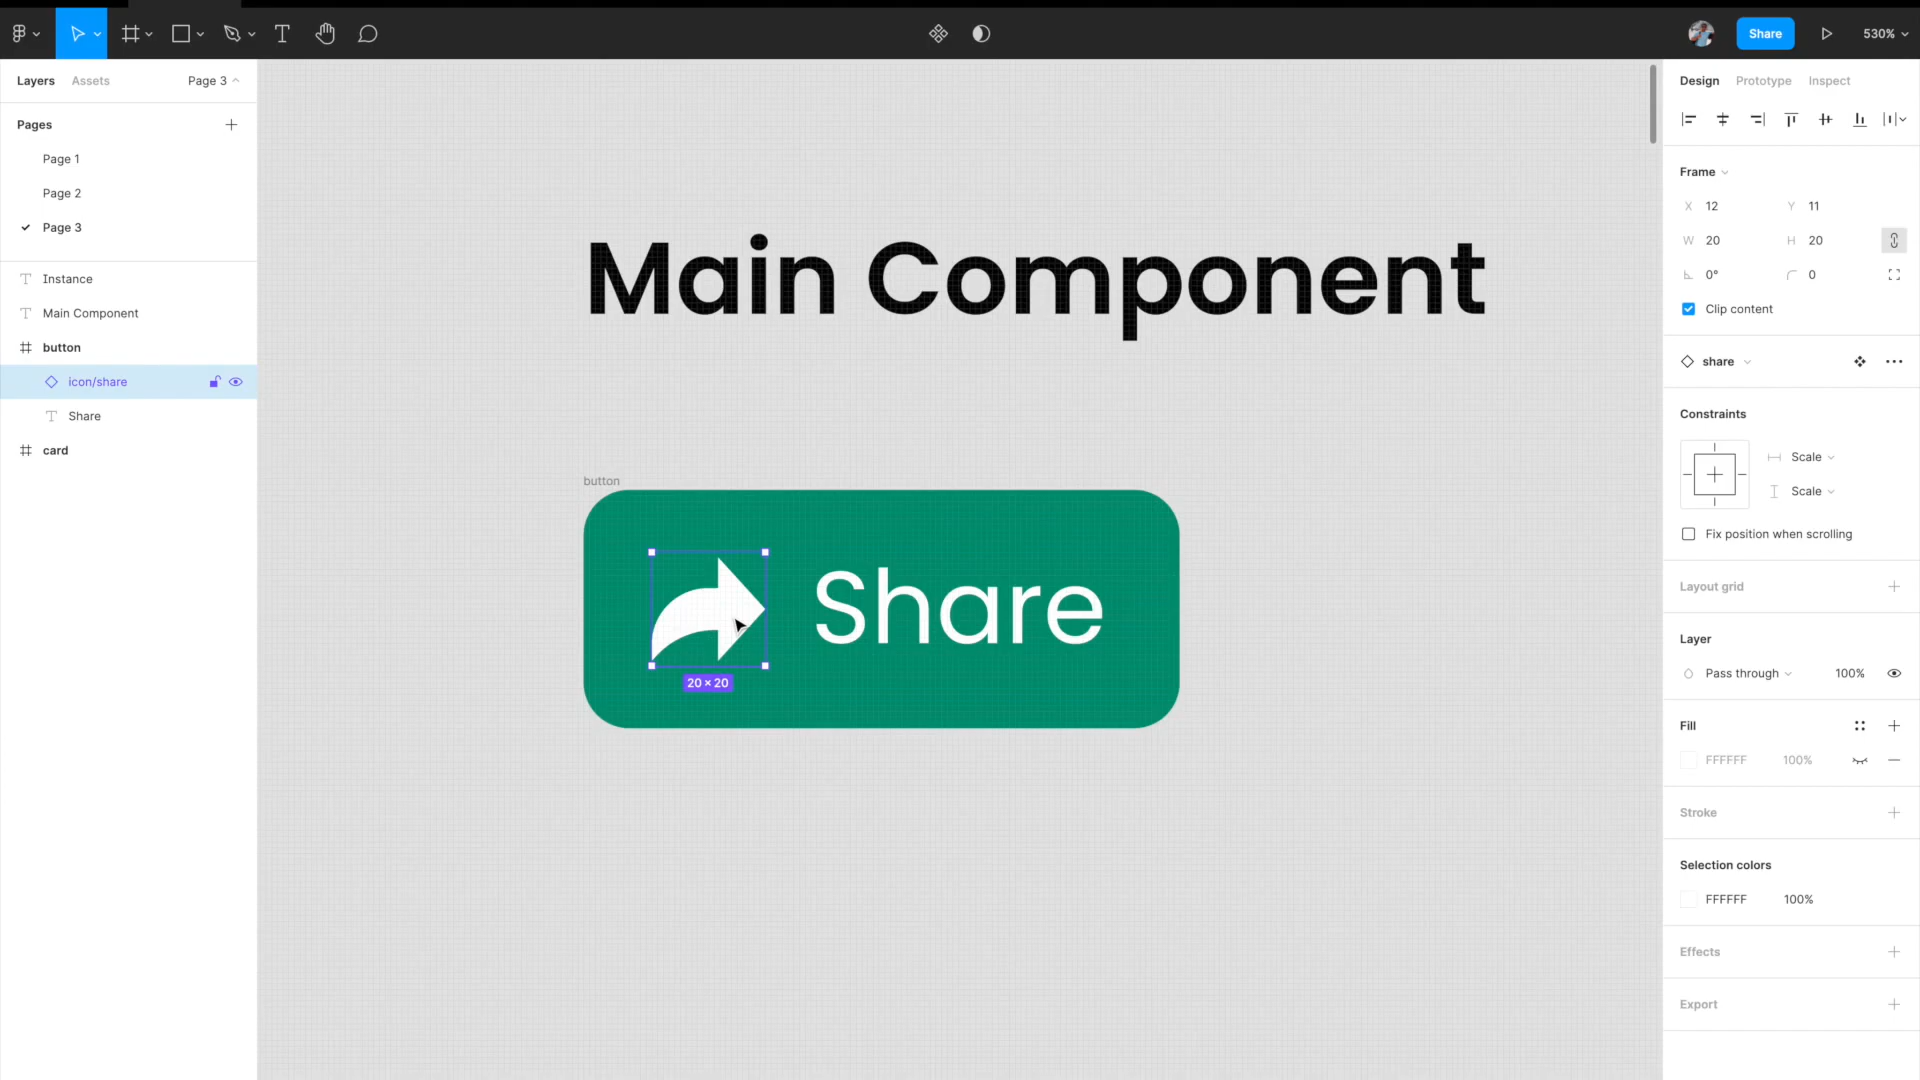 Share
530%
Layers
Assets
Page 3
Pages
Page 1
Page 2
Page 3
Instance
Main Component
button
icon/share
Share
card
Main Component
button
Share
20 × 20
Design
Prototype
Inspect
Frame
X 12
Y 11
W 20
H 20
0°
0
Clip content
share
Constraints
Scale
Scale
Fix position when scrolling
Layout grid
Layer
Pass through
100%
Fill
FFFFFF
100%
Stroke
Selection colors
FFFFFF
100%
Effects
Export